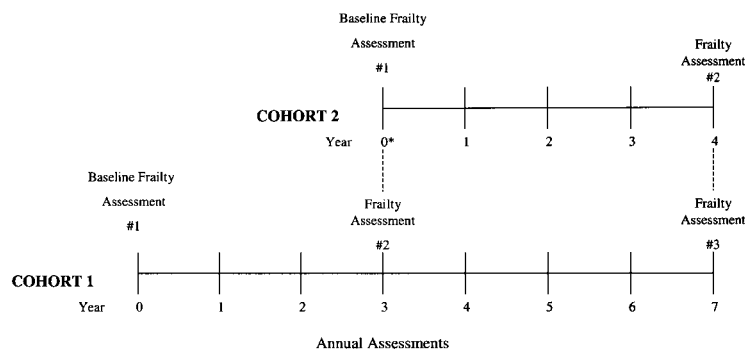 Baseline Frailty
Assessment
#1
Frailty
Assessment
#2
COHORT 2
Year 0* 1 2 3 4
Baseline Frailty
Assessment
#1
Frailty
Assessment
#2
Frailty
Assessment
#3
COHORT 1
Year 0 1 2 3 4 5 6 7
Annual Assessments